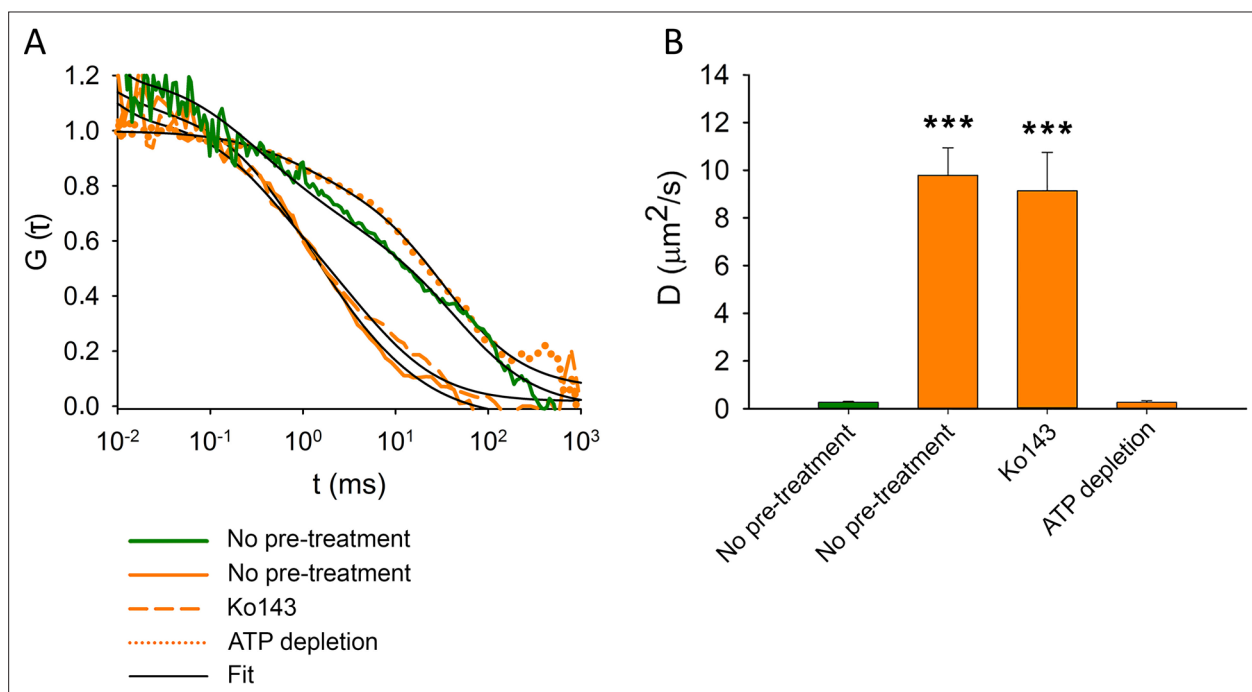 A
G (τ)
1.2
1.0
0.8
0.6
0.4
0.2
0.0
10-2 10-1 100 101 102 103
t (ms)
No pre-treatment
No pre-treatment
Ko143
ATP depletion
Fit
B
D (μm2/s)
14
12
10
8
6
4
2
0
*** ***
No pre-treatment
No pre-treatment
Ko143
ATP depletion